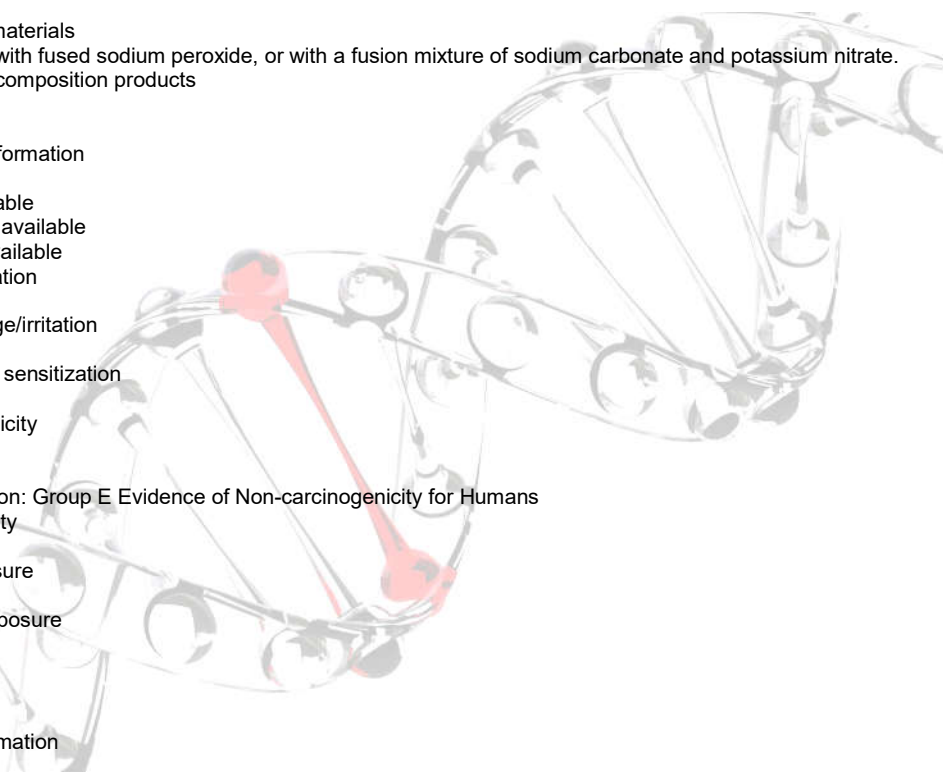 naterials
with fused sodium peroxide, or with a fusion mixture of sodium carbonate and potassium nitrate.
composition products
formation
able
available
ailable
ation
ge/irritation
sensitization
icity
on: Group E Evidence of Non-carcinogenicity for Humans
ty
sure
posure
mation